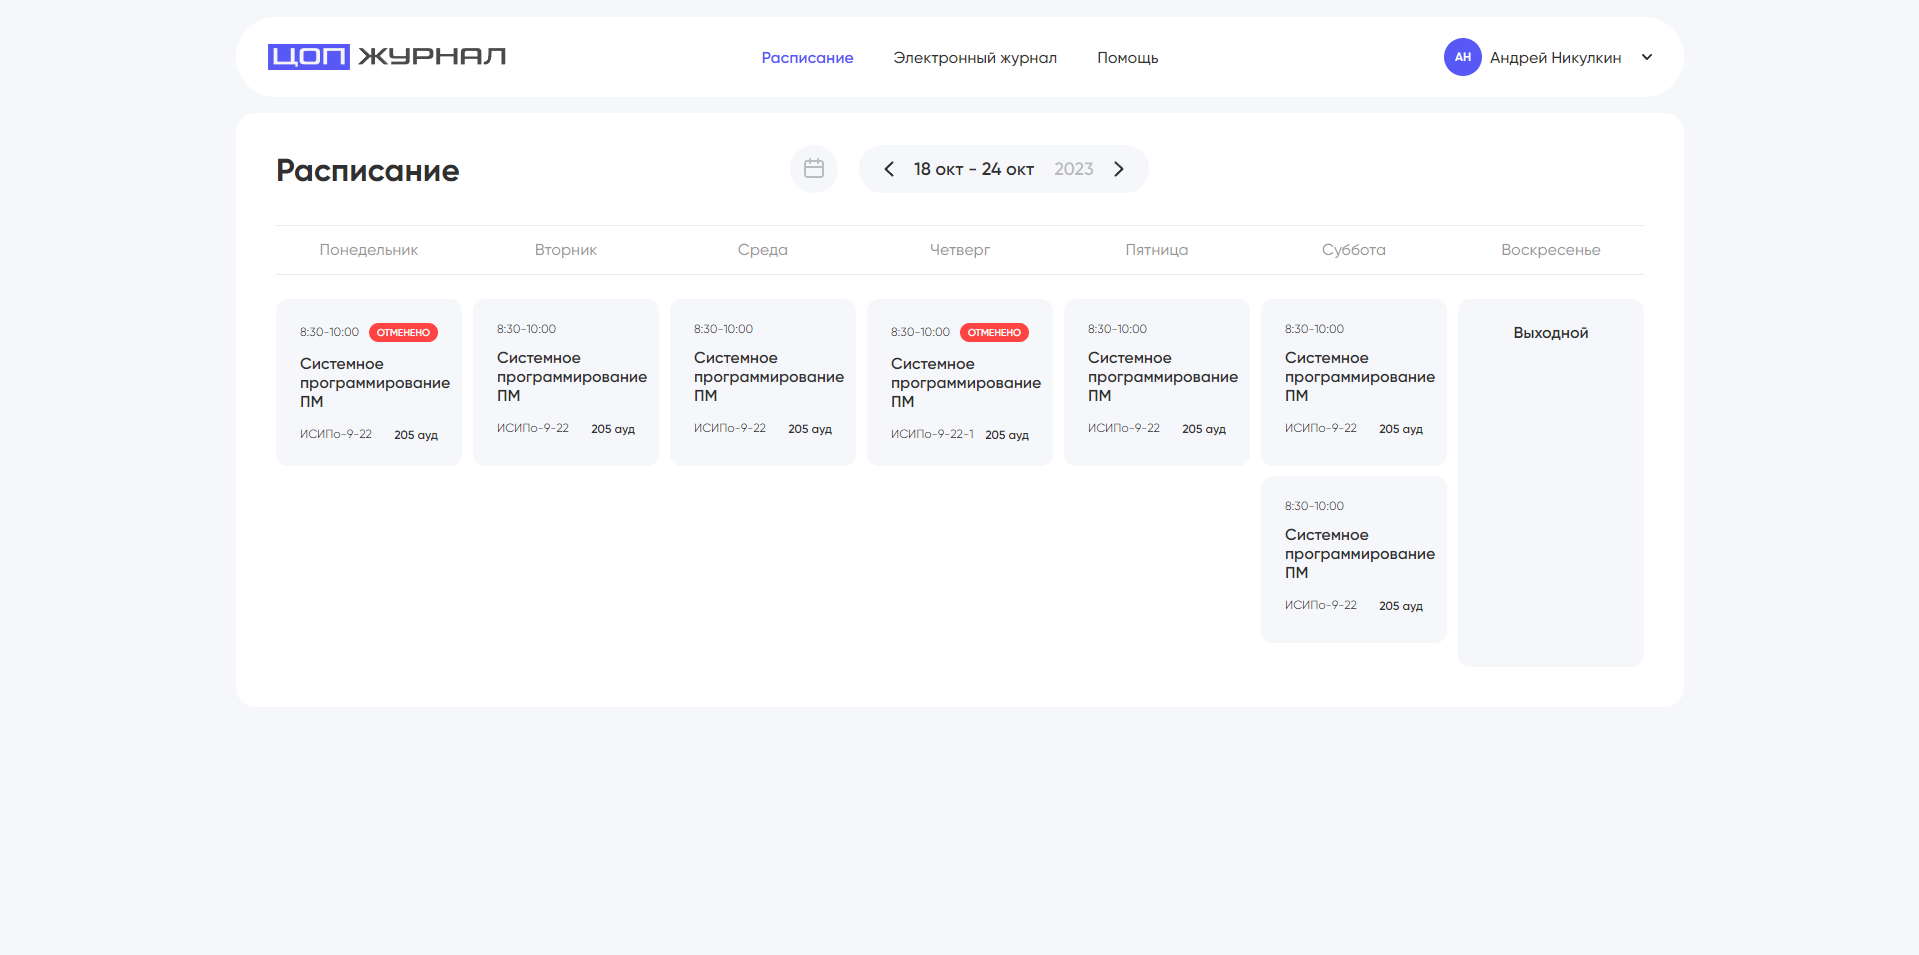 ЦОП ЖУРНАЛ
Расписание Электронный журнал Помощь
АН Андрей Никулкин
Расписание
18 окт - 24 окт 2023
Понедельник Вторник Среда Четверг Пятница Суббота Воскресенье
8:30-10:00 ОТМЕНЕНО
Системное
программирование
ПМ
ИСИПо-9-22 205 ауд
8:30-10:00
Системное
программирование
ПМ
ИСИПо-9-22 205 ауд
8:30-10:00
Системное
программирование
ПМ
ИСИПо-9-22 205 ауд
8:30-10:00 ОТМЕНЕНО
Системное
программирование
ПМ
ИСИПо-9-22-1 205 ауд
8:30-10:00
Системное
программирование
ПМ
ИСИПо-9-22 205 ауд
8:30-10:00
Системное
программирование
ПМ
ИСИПо-9-22 205 ауд
8:30-10:00
Системное
программирование
ПМ
ИСИПо-9-22 205 ауд
Выходной